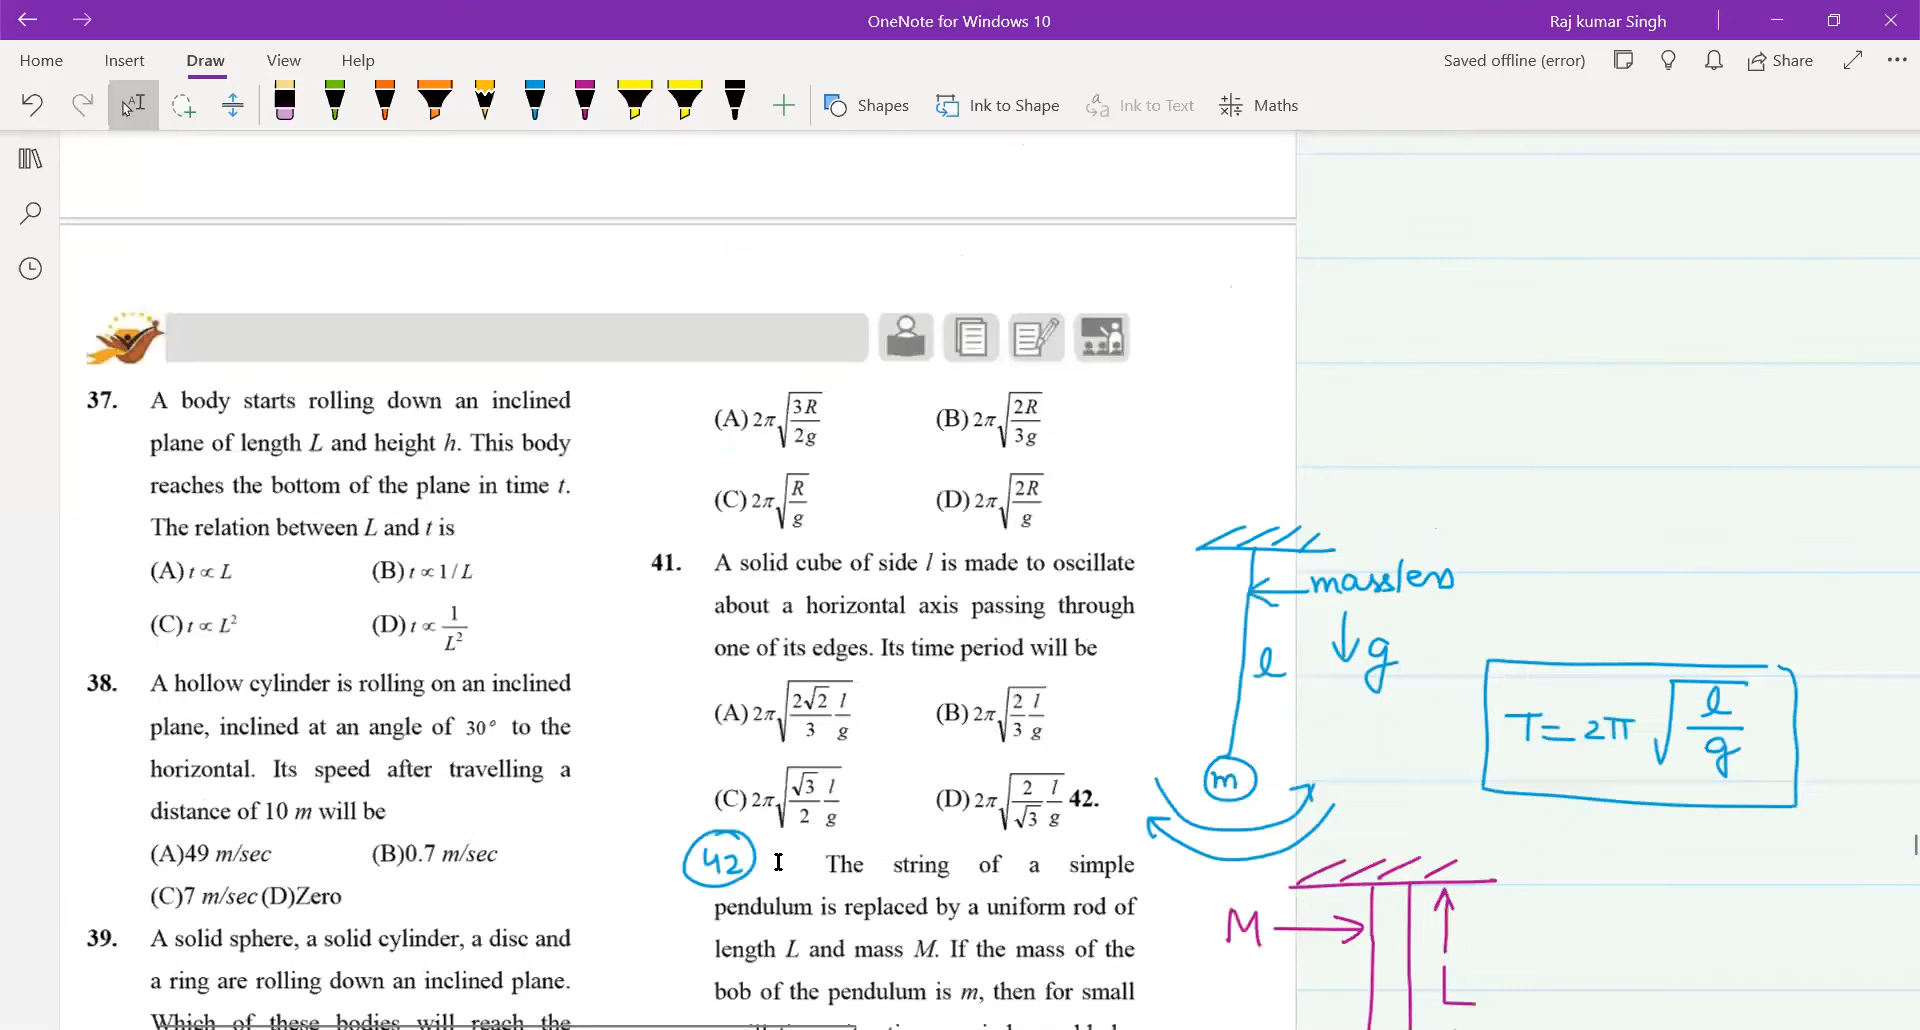 OneNote for Windows 10
Raj kumar Singh
Home Insert Draw View Help
Saved offline (error)
Share
Shapes
Ink to Shape
Ink to Text
Maths
37. A body starts rolling down an inclined
plane of length L and height h. This body
reaches the bottom of the plane in time t.
The relation between L and t is
(A) t ∝ L (B) t ∝ 1/L
(C) t ∝ L² (D) t ∝ 1/L²
38. A hollow cylinder is rolling on an inclined
plane, inclined at an angle of 30° to the
horizontal. Its speed after travelling a
distance of 10 m will be
(A)49 m/sec (B)0.7 m/sec
(C)7 m/sec (D)Zero
39. A solid sphere, a solid cylinder, a disc and
a ring are rolling down an inclined plane.
Which of these bodies will reach the
(A) 2π√(3R/2g) (B) 2π√(2R/3g)
(C) 2π√(R/g) (D) 2π√(2R/g)
41. A solid cube of side l is made to oscillate
about a horizontal axis passing through
one of its edges. Its time period will be
(A) 2π√(2√2/3 l/g) (B) 2π√(2/3 l/g)
(C) 2π√(√3/2 l/g) (D) 2π√(2/√3 l/g) 42.
42 The string of a simple
pendulum is replaced by a uniform rod of
length L and mass M. If the mass of the
bob of the pendulum is m, then for small
massless
g
l
m
T = 2π√(l/g)
M
L